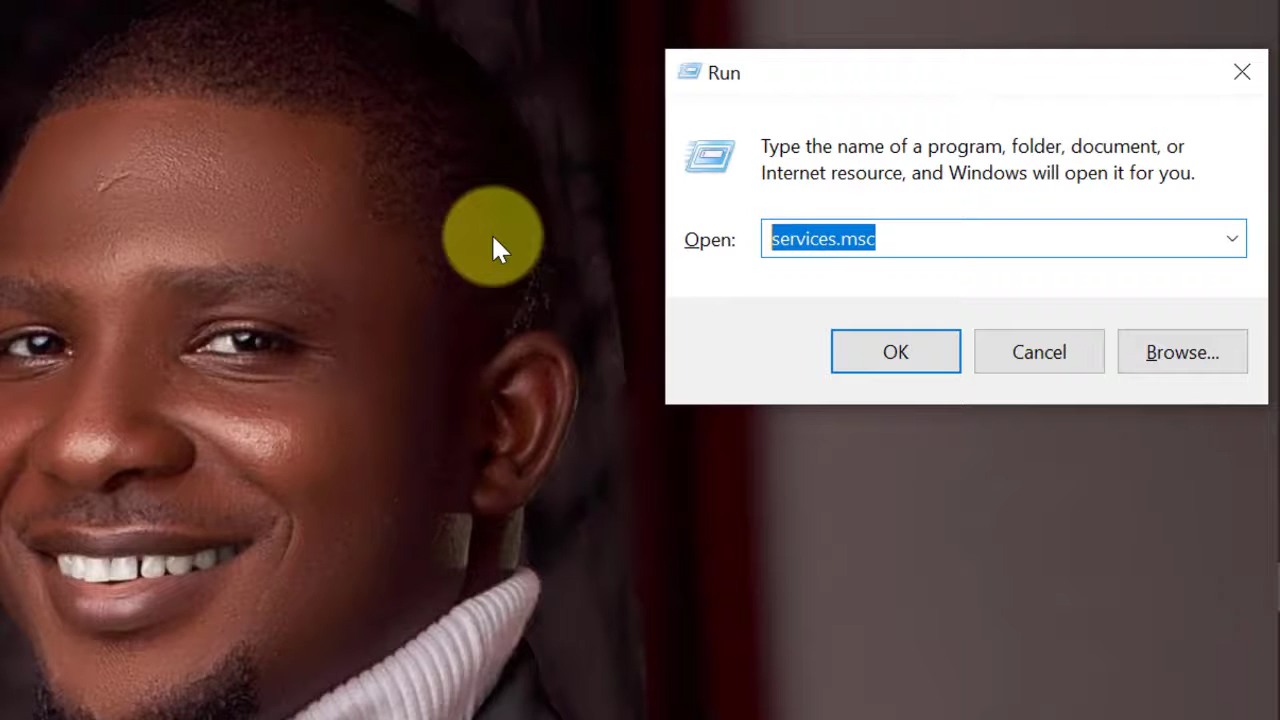 Run
Type the name of a program, folder, document, or
Internet resource, and Windows will open it for you.
Open:
services.msc
OK
Cancel
Browse...